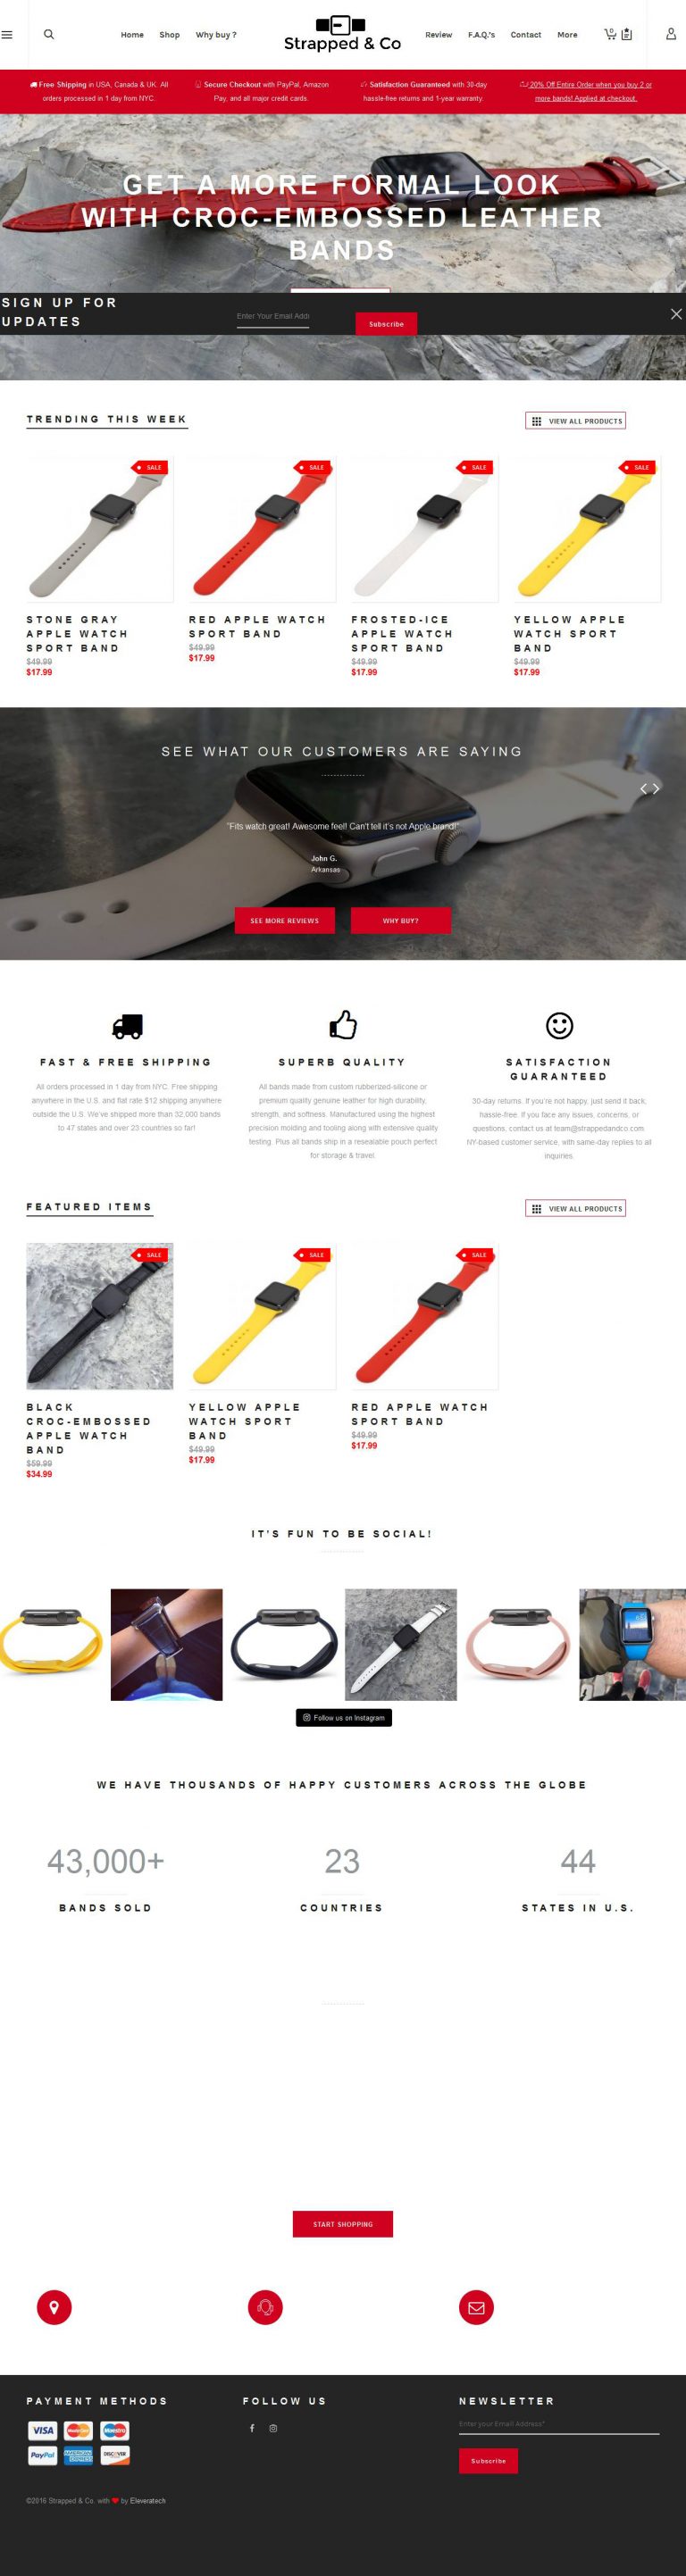 Home
Shop
Why buy ?
Strapped & Co
Review
F.A.Q.'s
Contact
More
0
Free Shipping in USA, Canada & UK. All
orders processed in 1 day from NYC.
Secure Checkout with PayPal, Amazon
Pay, and all major credit cards.
Satisfaction Guaranteed with 30-day
hassle-free returns and 1-year warranty.
20% Off Entire Order when you buy 2 or
more bands! Applied at checkout.
GET A MORE FORMAL LOOK
WITH CROC-EMBOSSED LEATHER
BANDS
SIGN UP FOR
UPDATES
Enter Your Email Addr
Subscribe
TRENDING THIS WEEK
VIEW ALL PRODUCTS
SALE
SALE
SALE
SALE
STONE GRAY
APPLE WATCH
SPORT BAND
$49.99
$17.99
RED APPLE WATCH
SPORT BAND
$49.99
$17.99
FROSTED-ICE
APPLE WATCH
SPORT BAND
$49.99
$17.99
YELLOW APPLE
WATCH SPORT
BAND
$49.99
$17.99
SEE WHAT OUR CUSTOMERS ARE SAYING
"Fits watch great! Awesome feel! Can't tell it's not Apple brand!"
John G.
Arkansas
SEE MORE REVIEWS
WHY BUY?
FAST & FREE SHIPPING
All orders processed in 1 day from NYC. Free shipping
anywhere in the U.S. and flat rate $12 shipping anywhere
outside the U.S. We've shipped more than 32,000 bands
to 47 states and over 23 countries so far!
SUPERB QUALITY
All bands made from custom rubberized-silicone or
premium quality genuine leather for high durability,
strength, and softness. Manufactured using the highest
precision molding and tooling along with extensive quality
testing. Plus all bands ship in a resealable pouch perfect
for storage & travel.
SATISFACTION
GUARANTEED
30-day returns. If you're not happy, just send it back,
hassle-free. If you face any issues, concerns, or
questions, contact us at team@strappedandco.com.
NY-based customer service, with same-day replies to all
inquiries.
FEATURED ITEMS
VIEW ALL PRODUCTS
SALE
SALE
SALE
BLACK
CROC-EMBOSSED
APPLE WATCH
BAND
$59.99
$34.99
YELLOW APPLE
WATCH SPORT
BAND
$49.99
$17.99
RED APPLE WATCH
SPORT BAND
$49.99
$17.99
IT'S FUN TO BE SOCIAL!
Follow us on Instagram
WE HAVE THOUSANDS OF HAPPY CUSTOMERS ACROSS THE GLOBE
43,000+
BANDS SOLD
23
COUNTRIES
44
STATES IN U.S.
START SHOPPING
PAYMENT METHODS
VISA
MasterCard
Maestro
PayPal
AMERICAN EXPRESS
DISCOVER
FOLLOW US
NEWSLETTER
Enter your Email Address*
Subscribe
©2016 Strapped & Co. with ❤ by Eleveratech